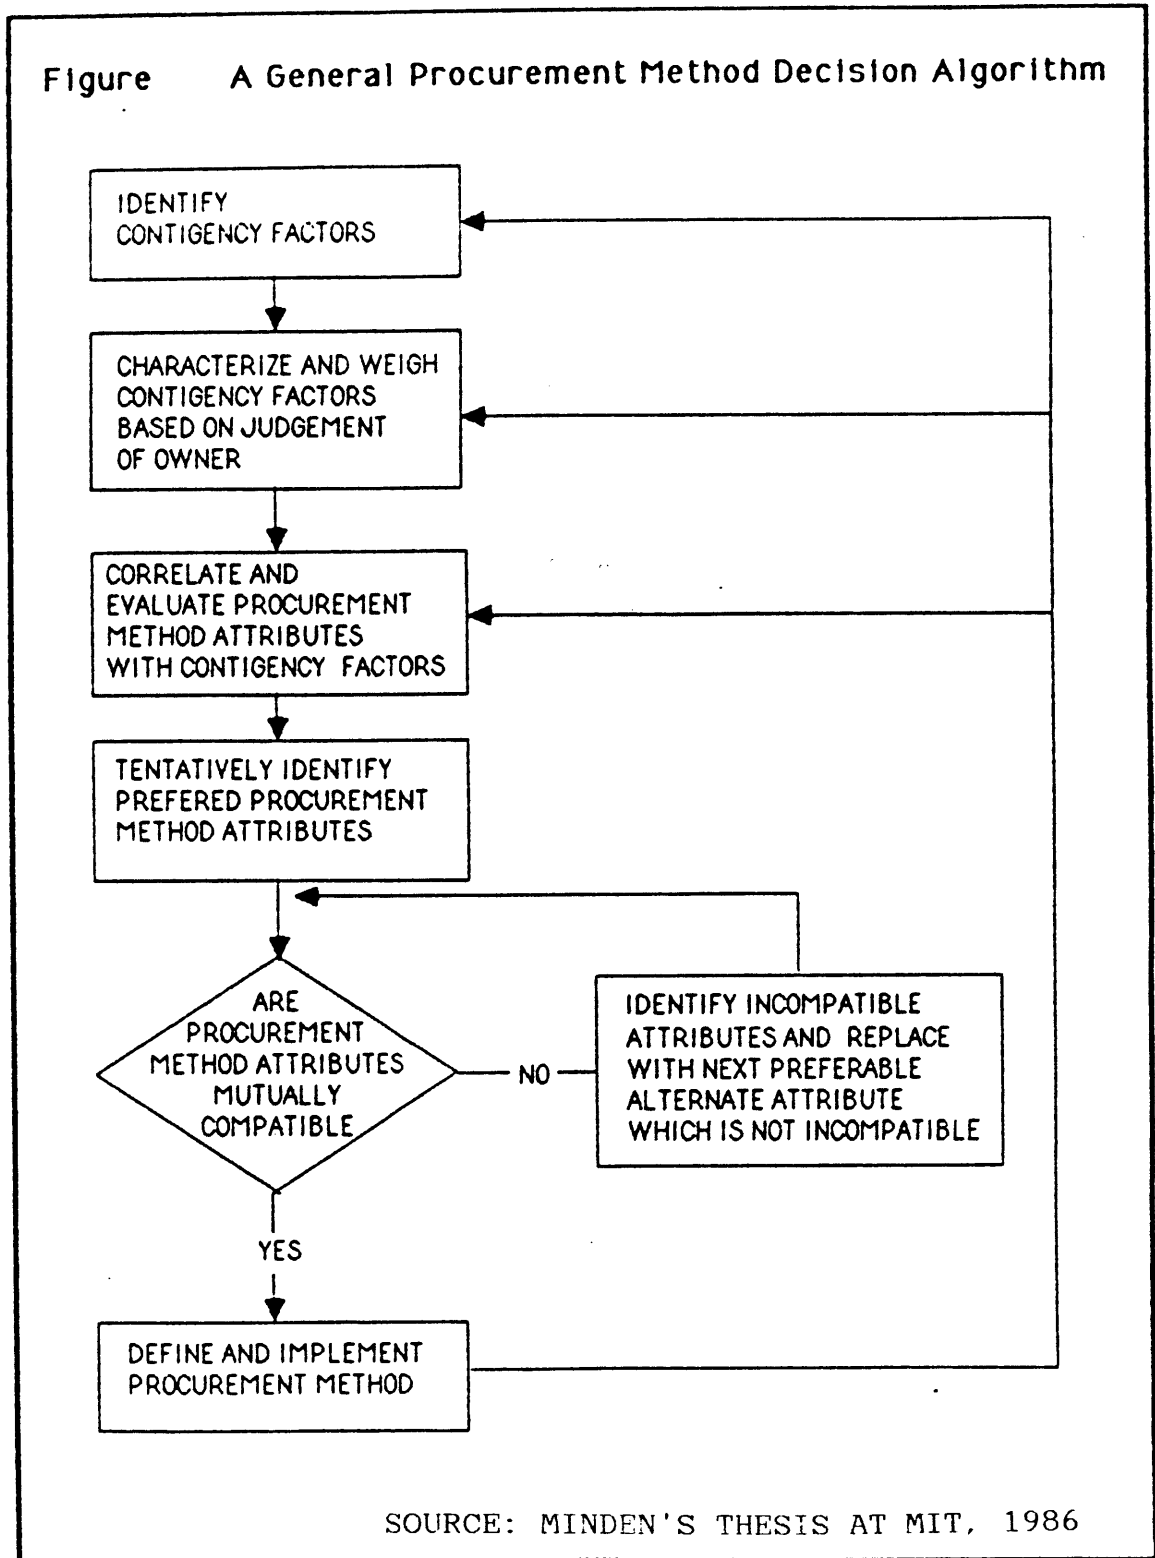 Figure A General Procurement Method Decision Algorithm
IDENTIFY
CONTIGENCY FACTORS
CHARACTERIZE AND WEIGH
CONTIGENCY FACTORS
BASED ON JUDGEMENT
OF OWNER
CORRELATE AND
EVALUATE PROCUREMENT
METHOD ATTRIBUTES
WITH CONTIGENCY FACTORS
TENTATIVELY IDENTIFY
PREFERED PROCUREMENT
METHOD ATTRIBUTES
ARE
PROCUREMENT
METHOD ATTRIBUTES
MUTUALLY
COMPATIBLE
NO
IDENTIFY INCOMPATIBLE
ATTRIBUTES AND REPLACE
WITH NEXT PREFERABLE
ALTERNATE ATTRIBUTE
WHICH IS NOT INCOMPATIBLE
YES
DEFINE AND IMPLEMENT
PROCUREMENT METHOD
SOURCE: MINDEN'S THESIS AT MIT, 1986